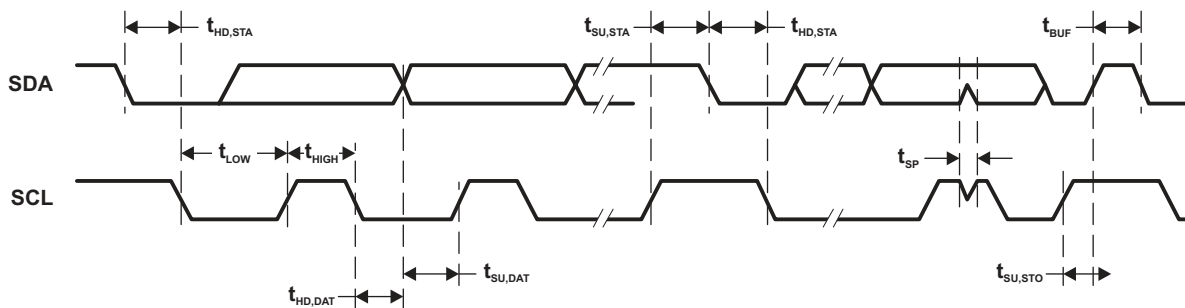 tHD,STA
tSU,STA
tHD,STA
tBUF
SDA
tLOW
tHIGH
tSP
SCL
tSU,DAT
tSU,STO
tHD,DAT